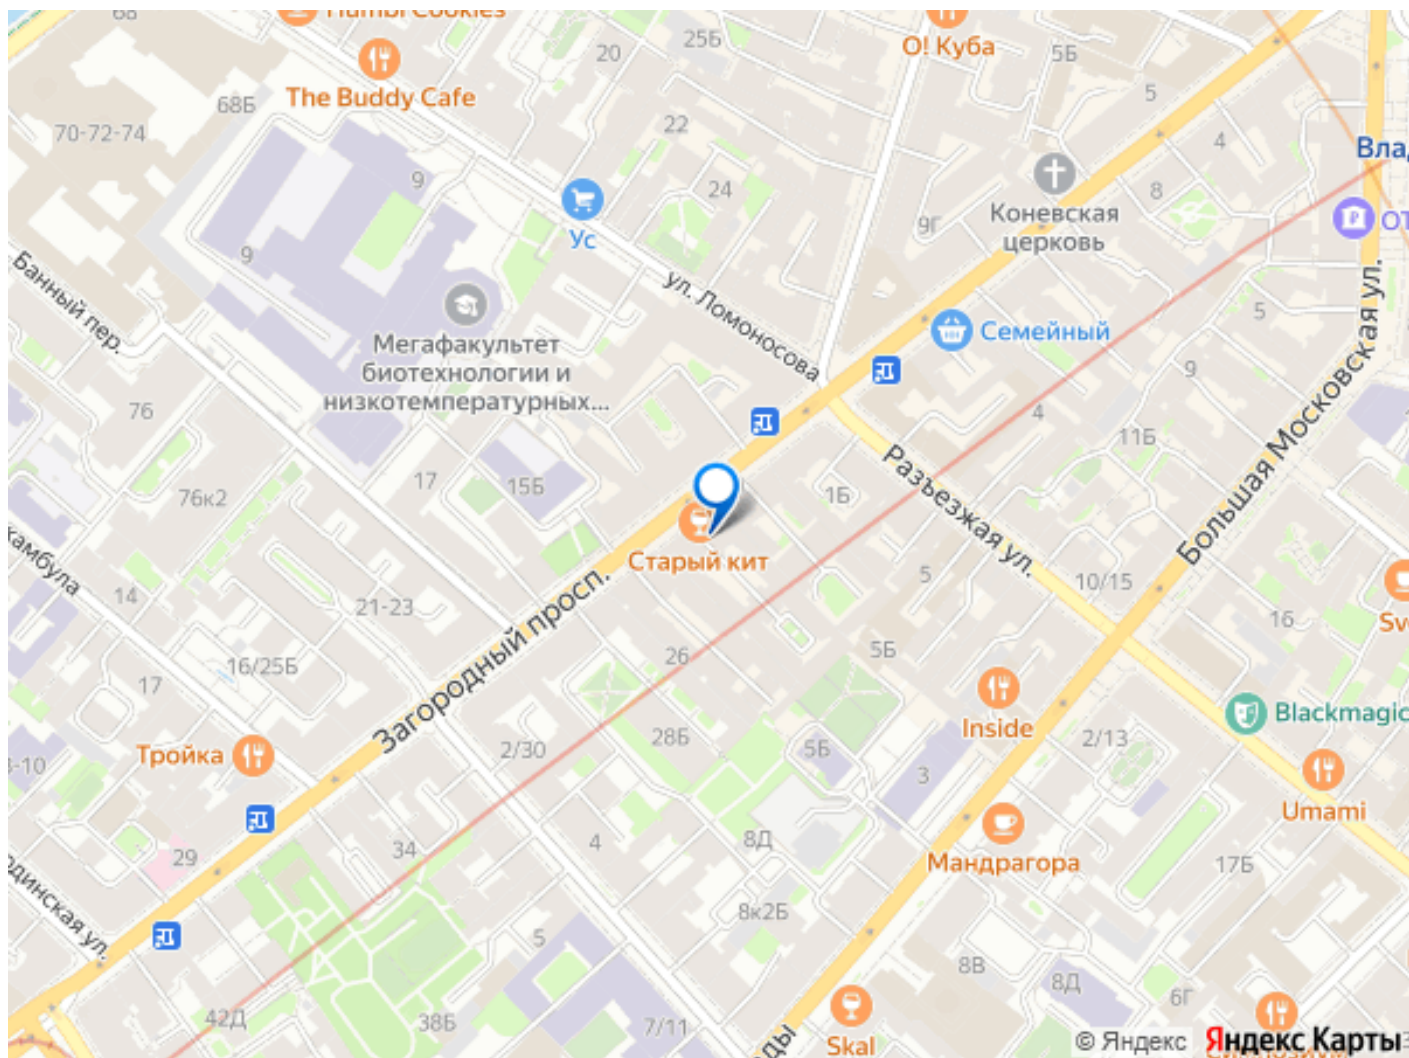 68
Humbi Cookies
The Buddy Cafe
68Б
70-72-74
20
25Б
О! Куба
5Б
5
4
22
24
9
9
Ус
Коневская
церковь
8
9Г
5
Банный пер.
ул. Ломоносова
Мегафакультет
биотехнологии и
низкотемпературных...
Семейный
9
4
11Б
Большая Московская ул.
76
76к2
17
15Б
1Б
Разъезжая ул.
Старый кит
5
10/15
16
14
21-23
Загородный просп.
16/25Б
17
26
5Б
Inside
Blackmagic
Тройка
2/30
28Б
5Б
3
2/13
Umami
29
34
4
8Д
Мандрагора
17Б
8к2Б
5
8В
8Д
6Г
42Д
38Б
7/11
Skal
© Яндекс
Яндекс Карты